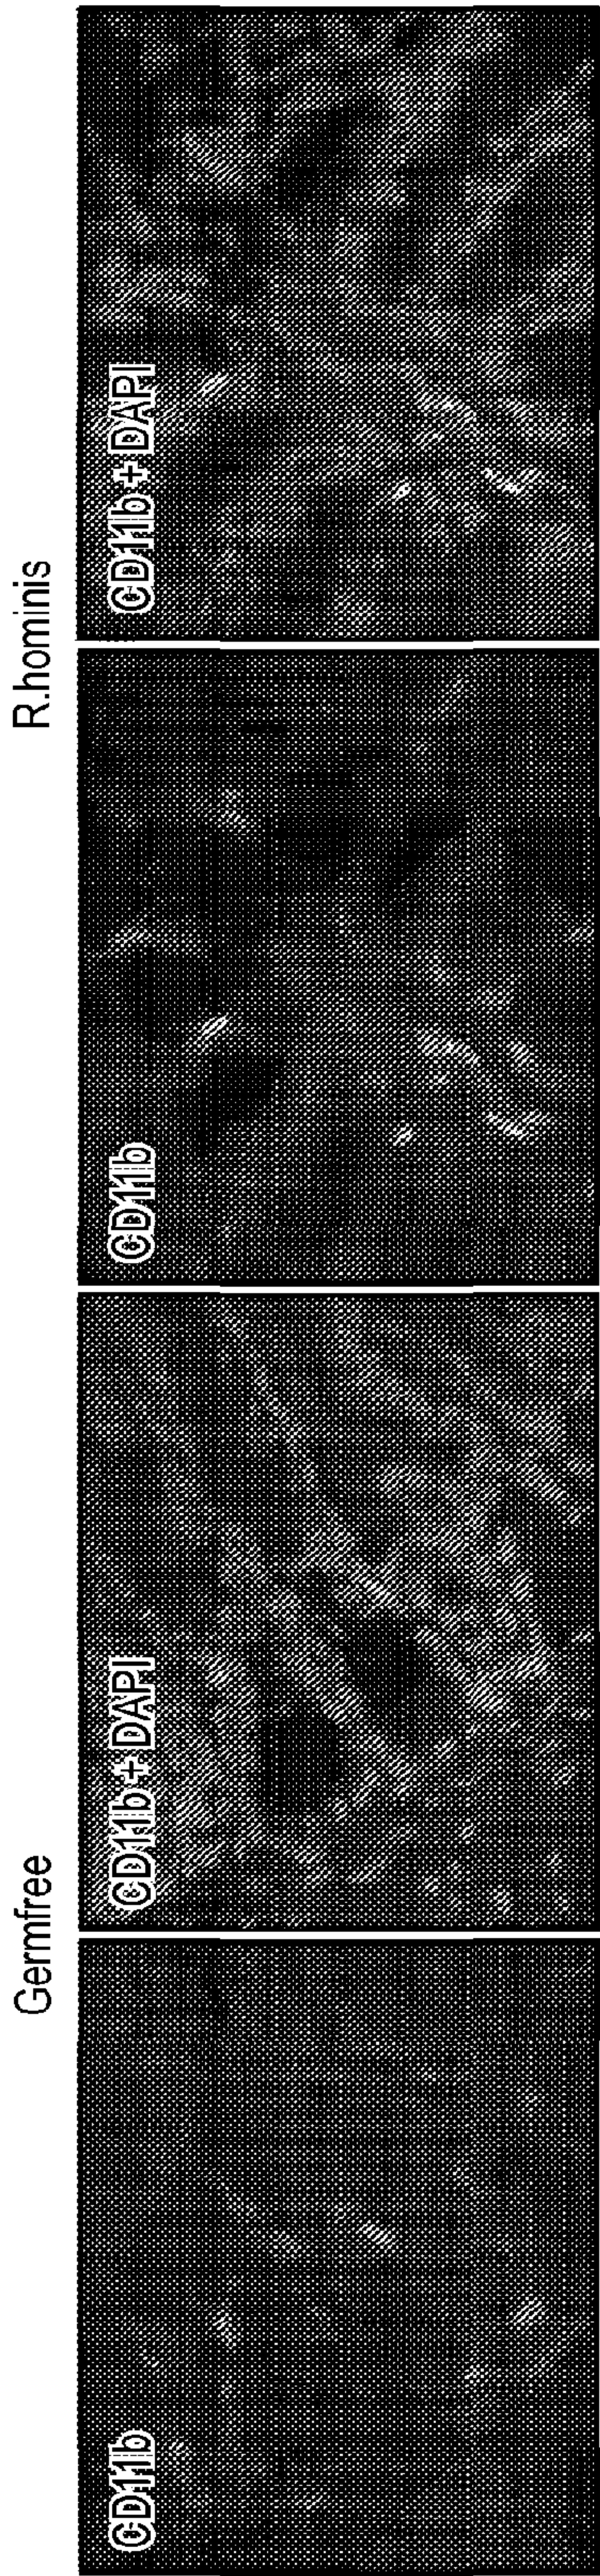 Germfree
R.hominis
CD11b
CD11b + DAPI
CD11b
CD11b + DAPI